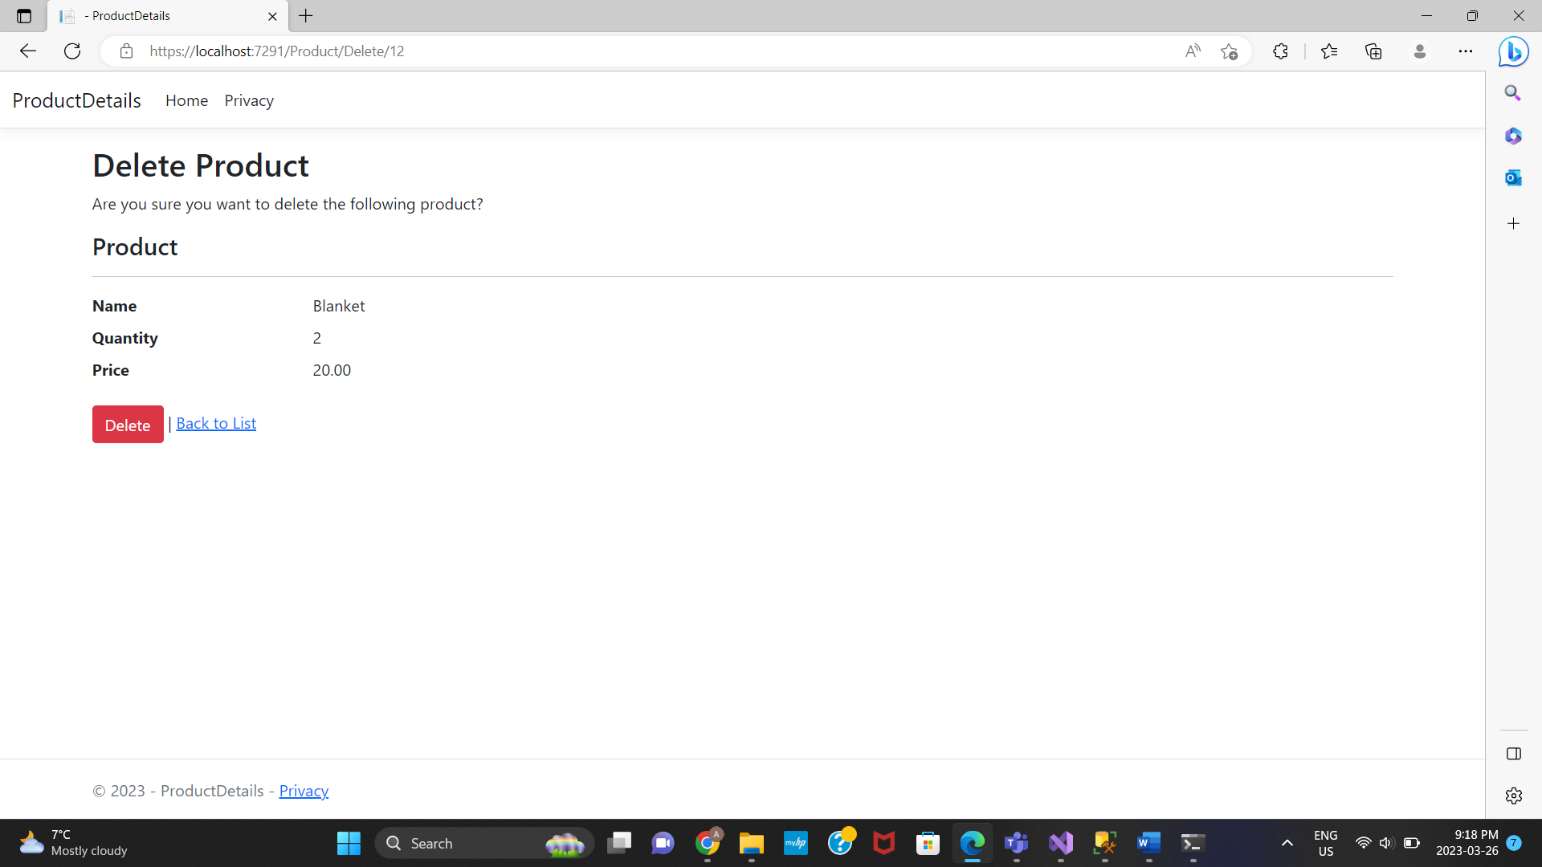 - ProductDetails
https://localhost:7291/Product/Delete/12
ProductDetails Home Privacy
Delete Product
Are you sure you want to delete the following product?
Product
Name Blanket
Quantity 2
Price 20.00
Delete | Back to List
© 2023 - ProductDetails - Privacy
7°C
Mostly cloudy
Search
myhp
ENG
US
9:18 PM
2023-03-26
7